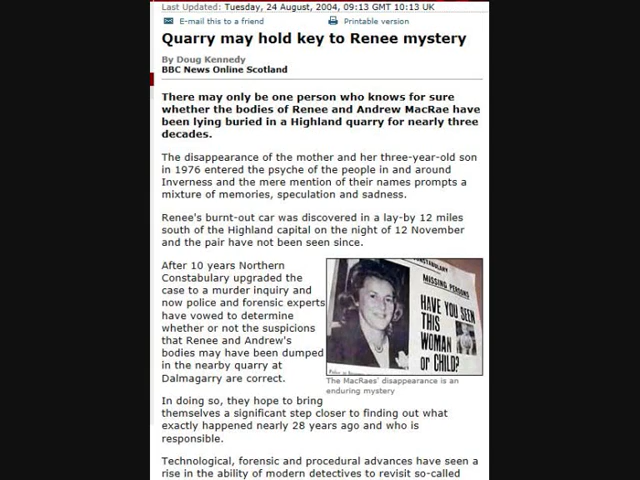 Last Updated: Tuesday, 24 August, 2004, 09:13 GMT 10:13 UK
E-mail this to a friend
Printable version
Quarry may hold key to Renee mystery
By Doug Kennedy
BBC News Online Scotland
There may only be one person who knows for sure
whether the bodies of Renee and Andrew MacRae have
been lying buried in a Highland quarry for nearly three
decades.
The disappearance of the mother and her three-year-old son
in 1976 entered the psyche of the people in and around
Inverness and the mere mention of their names prompts a
mixture of memories, speculation and sadness.
Renee's burnt-out car was discovered in a lay-by 12 miles
south of the Highland capital on the night of 12 November
and the pair have not been seen since.
After 10 years Northern
Constabulary upgraded the
case to a murder inquiry and
now police and forensic experts
have vowed to determine
whether or not the suspicions
that Renee and Andrew's
bodies may have been dumped
in the nearby quarry at
Dalmagarry are correct.
MISSING PERSONS
HAVE YOU SEEN
THIS
WOMAN
or CHILD?
The MacRaes' disappearance is an
enduring mystery
In doing so, they hope to bring
themselves a significant step closer to finding out what
exactly happened nearly 28 years ago and who is
responsible.
Technological, forensic and procedural advances have seen a
rise in the ability of modern detectives to revisit so-called